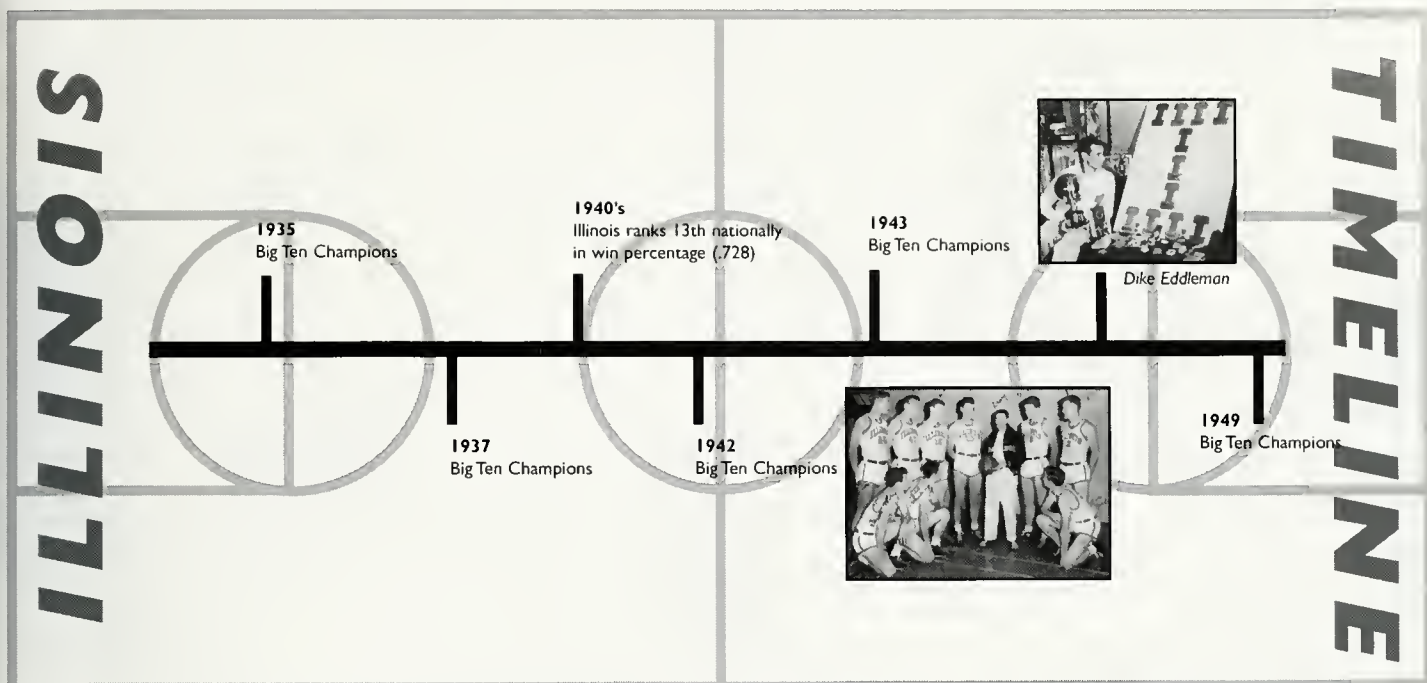 ILLINOIS
1935
Big Ten Champions
1937
Big Ten Champions
1940's
Illinois ranks 13th nationally
in win percentage (.728)
1942
Big Ten Champions
1943
Big Ten Champions
I I I I
I
I
I
I I I I
Dike Eddleman
1949
Big Ten Champions
TIMELINE